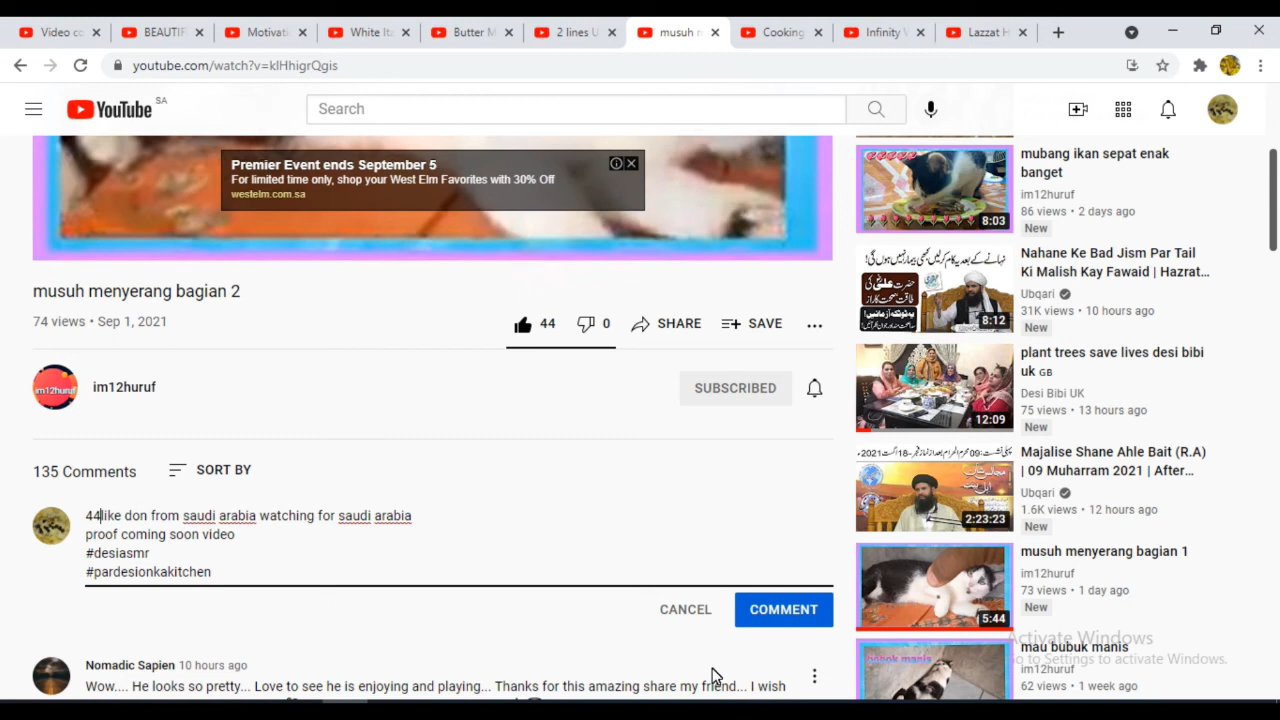 Video co
BEAUTIF
Motivati
White Ita
Butter M
2 lines U
musuh n
Cooking
Infinity V
Lazzat H
youtube.com/watch?v=klHhigrQgis
YouTube SA
Search
Premier Event ends September 5
For limited time only, shop your West Elm Favorites with 30% Off
westelm.com.sa
musuh menyerang bagian 2
74 views • Sep 1, 2021
44
0
SHARE
SAVE
im12huruf
im12huruf
SUBSCRIBED
135 Comments
SORT BY
44like don from saudi arabia watching for saudi arabia
proof coming soon video
#desiasmr
#pardesionkakitchen
CANCEL
COMMENT
Nomadic Sapien 10 hours ago
Wow.... He looks so pretty... Love to see he is enjoying and playing... Thanks for this amazing share my friend... I wish
8:03
mubang ikan sepat enak
banget
im12huruf
86 views • 2 days ago
New
8:12
Nahane Ke Bad Jism Par Tail
Ki Malish Kay Fawaid | Hazrat...
Ubqari
31K views • 10 hours ago
New
12:09
plant trees save lives desi bibi
uk GB
Desi Bibi UK
75 views • 13 hours ago
New
2:23:23
Majalise Shane Ahle Bait (R.A)
| 09 Muharram 2021 | After...
Ubqari
1.6K views • 12 hours ago
New
5:44
musuh menyerang bagian 1
im12huruf
73 views • 1 day ago
New
bobok manis
mau bubuk manis
im12huruf
62 views • 1 week ago
Activate Windows
Go to Settings to activate Windows.